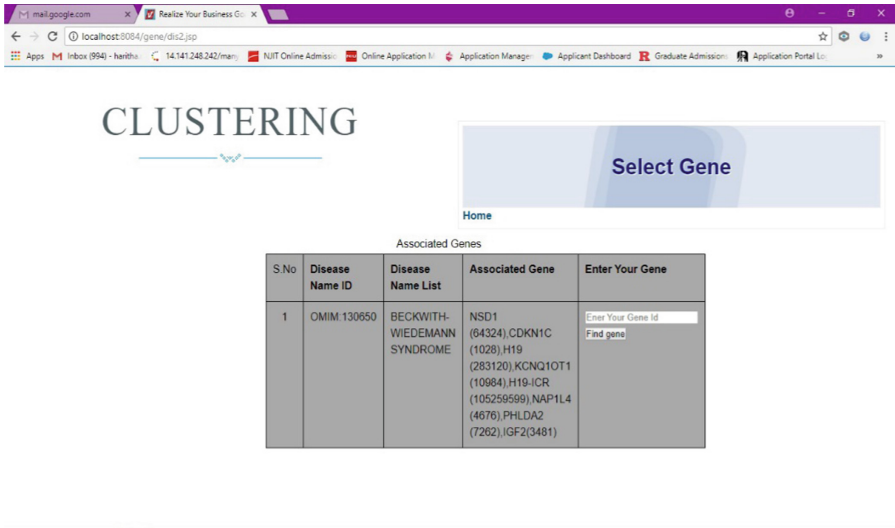 mail.google.com
Realize Your Business Go
localhost:8084/gene/dis2.jsp
Apps
Inbox (994) - haritha
14.141.248.242/many
NJIT Online Admissio
Online Application M
Application Manager
Applicant Dashboard
Graduate Admissions
Application Portal Lo
CLUSTERING
Select Gene
Home
Associated Genes
S.No
Disease
Name ID
Disease
Name List
Associated Gene
Enter Your Gene
1
OMIM:130650
BECKWITH-
WIEDEMANN
SYNDROME
NSD1
(64324),CDKN1C
(1028),H19
(283120),KCNQ1OT1
(10984),H19-ICR
(105259599),NAP1L4
(4676),PHLDA2
(7262),IGF2(3481)
Ener Your Gene Id
Find gene